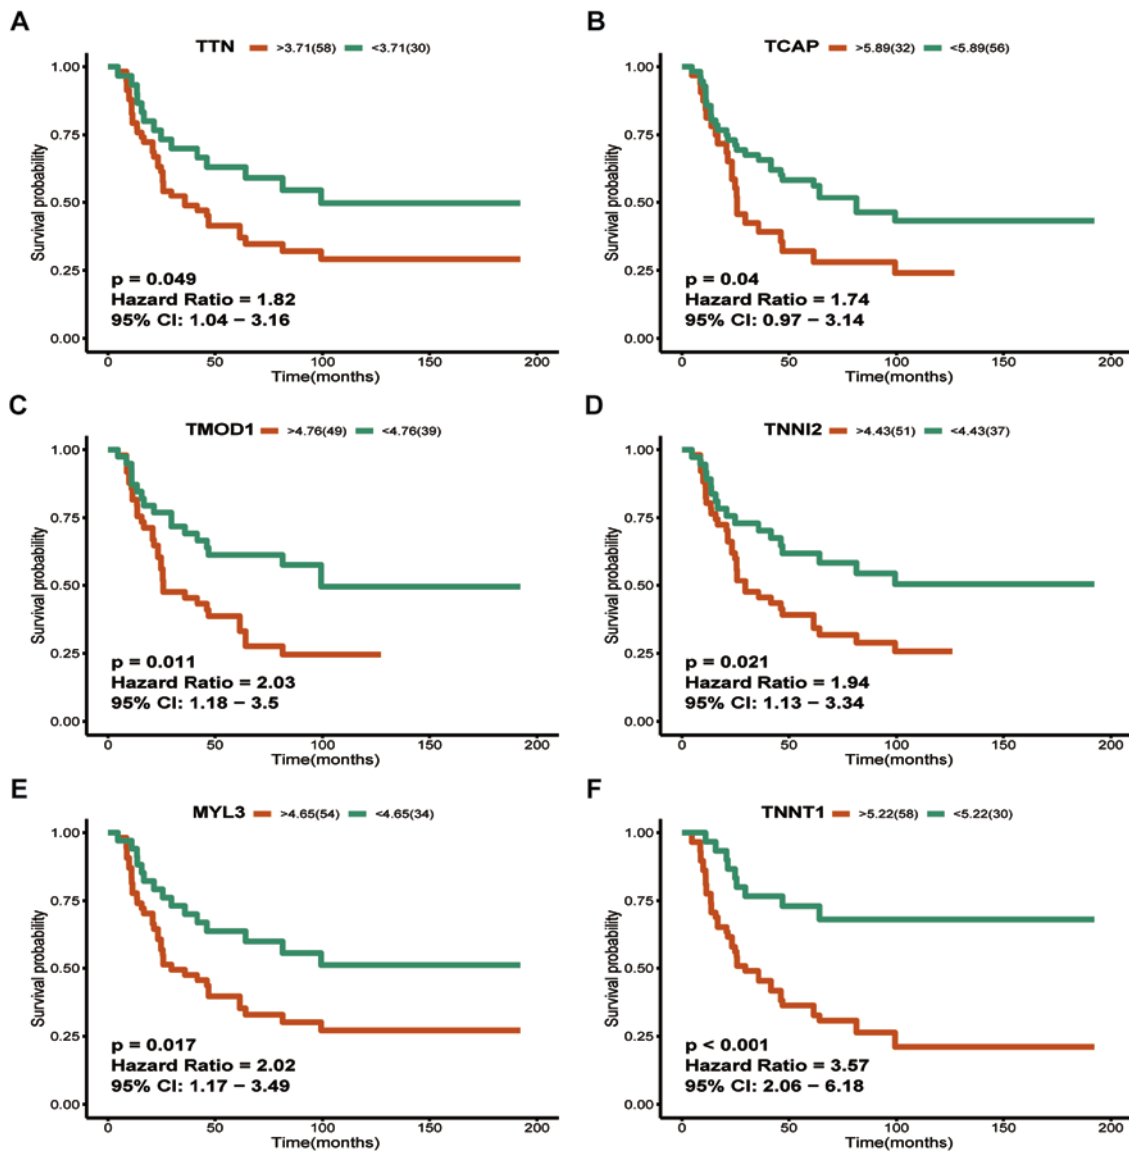 A
TTN >3.71(58) <3.71(30)
1.00
0.75
0.50
0.25
0.00
Survival probability
p = 0.049
Hazard Ratio = 1.82
95% CI: 1.04 – 3.16
0 50 100 150 200
Time(months)
B
TCAP >5.89(32) <5.89(56)
1.00
0.75
0.50
0.25
0.00
Survival probability
p = 0.04
Hazard Ratio = 1.74
95% CI: 0.97 – 3.14
0 50 100 150 200
Time(months)
C
TMOD1 >4.76(49) <4.76(39)
1.00
0.75
0.50
0.25
0.00
Survival probability
p = 0.011
Hazard Ratio = 2.03
95% CI: 1.18 – 3.5
0 50 100 150 200
Time(months)
D
TNNI2 >4.43(51) <4.43(37)
1.00
0.75
0.50
0.25
0.00
Survival probability
p = 0.021
Hazard Ratio = 1.94
95% CI: 1.13 – 3.34
0 50 100 150 200
Time(months)
E
MYL3 >4.65(54) <4.65(34)
1.00
0.75
0.50
0.25
0.00
Survival probability
p = 0.017
Hazard Ratio = 2.02
95% CI: 1.17 – 3.49
0 50 100 150 200
Time(months)
F
TNNT1 >5.22(58) <5.22(30)
1.00
0.75
0.50
0.25
0.00
Survival probability
p < 0.001
Hazard Ratio = 3.57
95% CI: 2.06 – 6.18
0 50 100 150 200
Time(months)